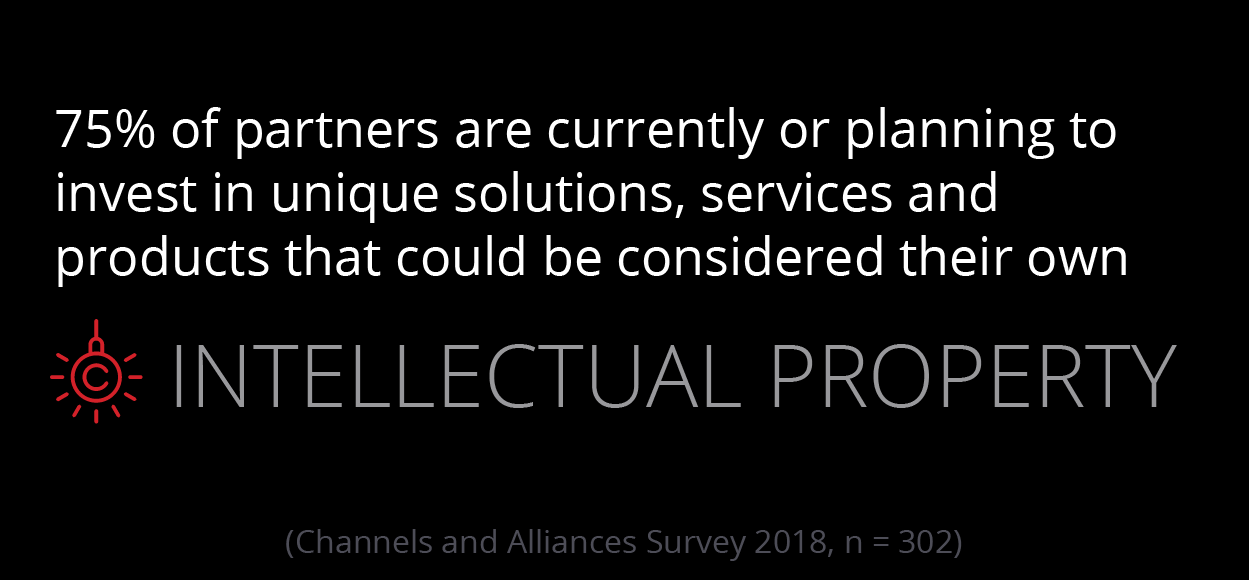 75% of partners are currently or planning to
invest in unique solutions, services and
products that could be considered their own
© INTELLECTUAL PROPERTY
(Channels and Alliances Survey 2018, n = 302)